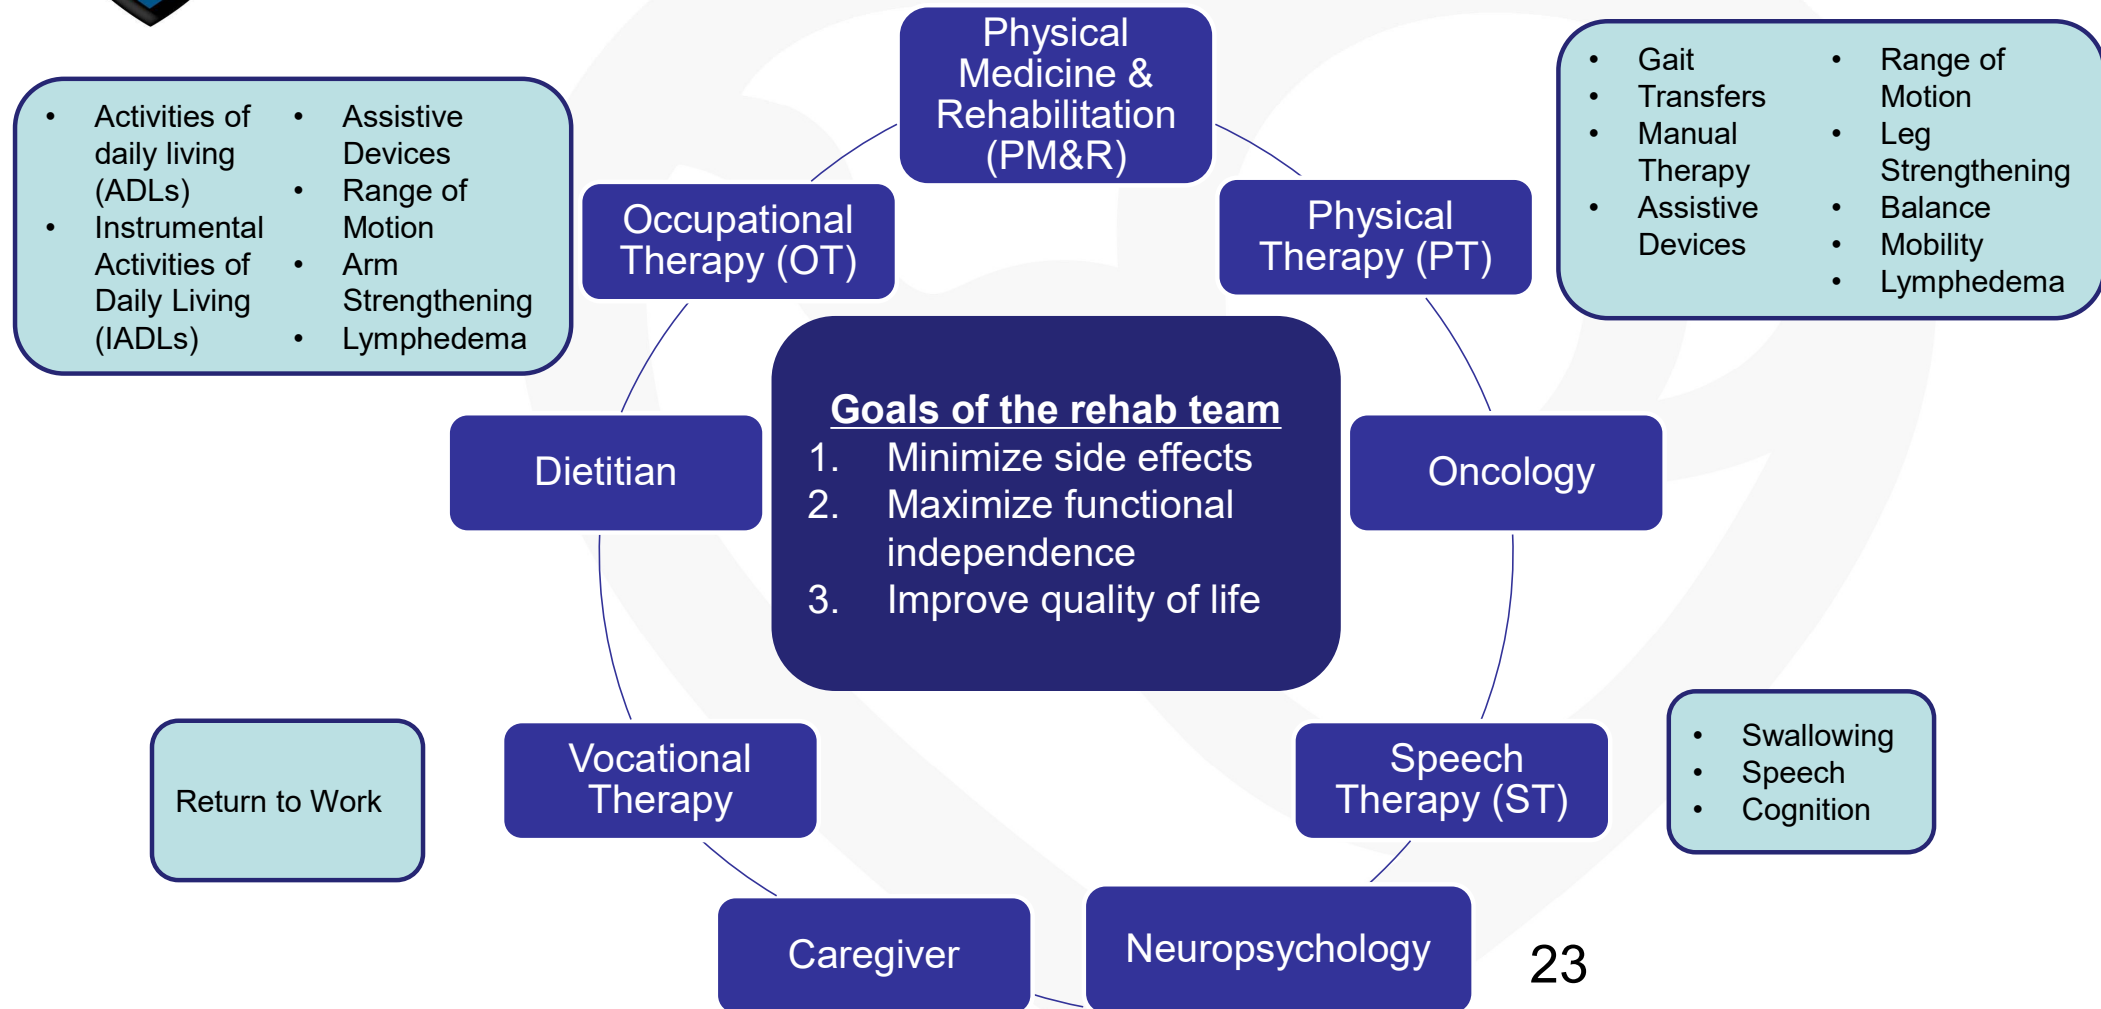 Physical
Medicine &
Rehabilitation
(PM&R)
• Activities of
daily living
(ADLs)
• Instrumental
Activities of
Daily Living
(IADLs)
• Assistive
Devices
• Range of
Motion
• Arm
Strengthening
• Lymphedema
Occupational
Therapy (OT)
Physical
Therapy (PT)
• Gait
• Transfers
• Manual
Therapy
• Assistive
Devices
• Range of
Motion
• Leg
Strengthening
• Balance
• Mobility
• Lymphedema
Dietitian
Goals of the rehab team
1. Minimize side effects
2. Maximize functional
independence
3. Improve quality of life
Oncology
Return to Work
Vocational
Therapy
Speech
Therapy (ST)
• Swallowing
• Speech
• Cognition
Caregiver
Neuropsychology
23